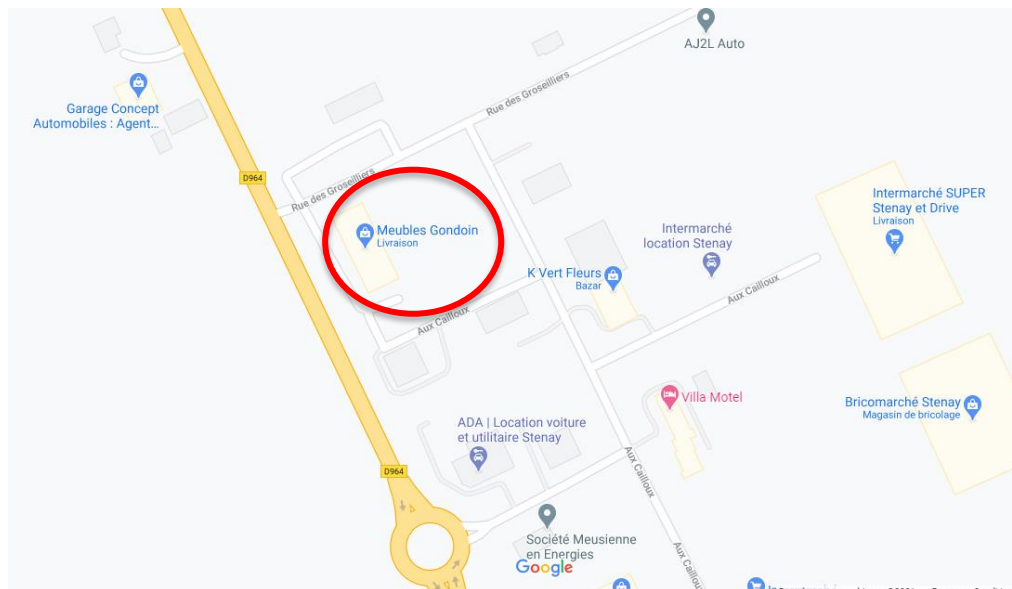 AJ2L Auto
Rue des Groseilliers
Garage Concept
Automobiles : Agent...
D964
Rue des Groseilliers
Intermarché SUPER
Stenay et Drive
Livraison
Meubles Gondoin
Livraison
Intermarché
location Stenay
K Vert Fleurs
Bazar
Aux Cailloux
Aux Cailloux
Villa Motel
Bricomarché Stenay
Magasin de bricolage
ADA | Location voiture
et utilitaire Stenay
D964
Aux Cailloux
Société Meusienne
en Energies
Google
Aux Cailloux